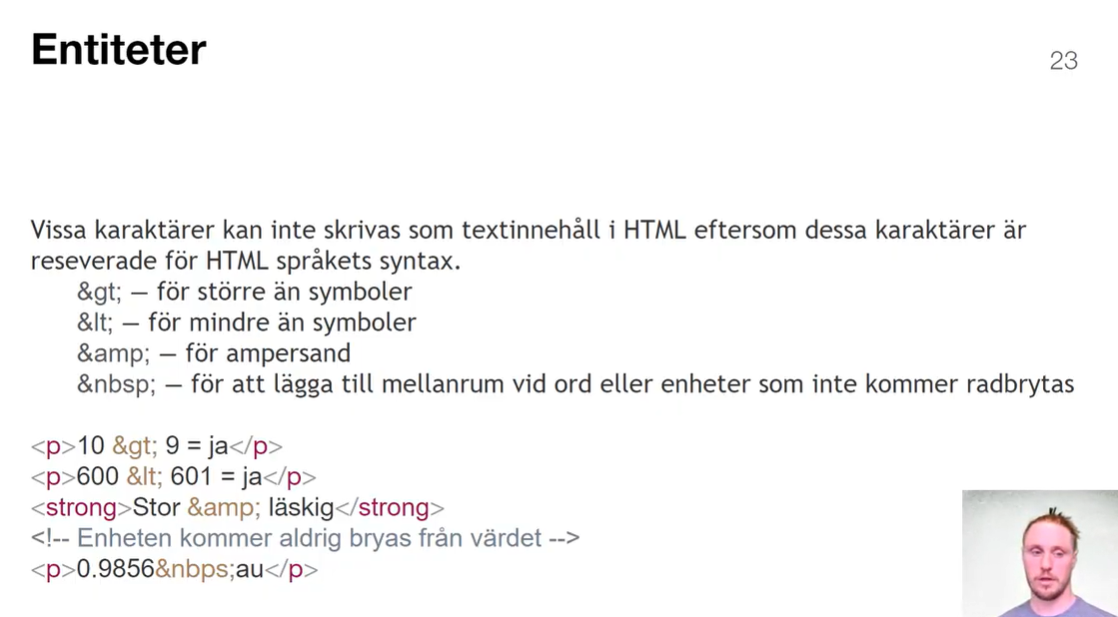 Entiteter
23
Vissa karaktärer kan inte skrivas som textinnehåll i HTML eftersom dessa karaktärer är
reseverade för HTML språkets syntax.
&gt; — för större än symboler
&lt; — för mindre än symboler
&amp; — för ampersand
&nbsp; — för att lägga till mellanrum vid ord eller enheter som inte kommer radbrytas
<p>10 &gt; 9 = ja</p>
<p>600 &lt; 601 = ja</p>
<strong>Stor &amp; läskig</strong>
<!-- Enheten kommer aldrig bryas från värdet -->
<p>0.9856&nbps;au</p>